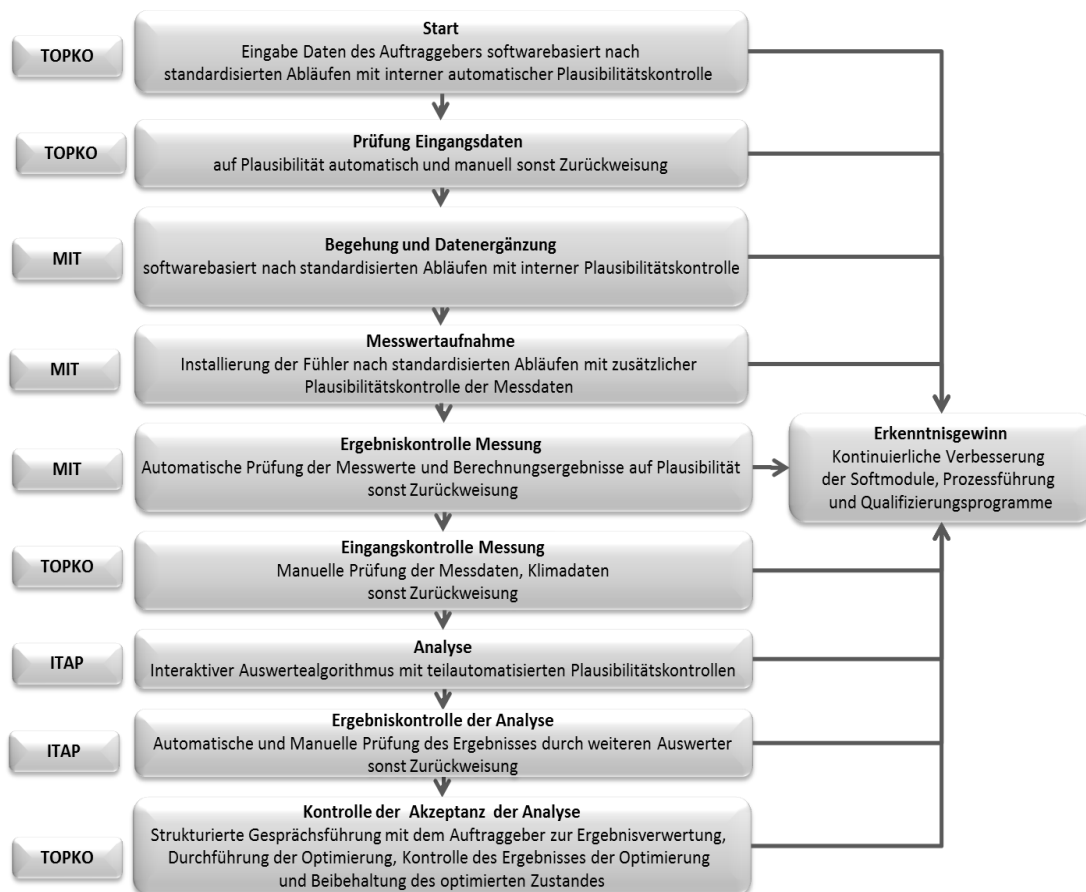 Start
TOPKO
Eingabe Daten des Auftraggebers softwarebasiert nach
standardisierten Abläufen mit interner automatischer Plausibilitätskontrolle
Prüfung Eingangsdaten
TOPKO
auf Plausibilität automatisch und manuell sonst Zurückweisung
Begehung und Datenergänzung
MIT
softwarebasiert nach standardisierten Abläufen mit interner Plausibilitätskontrolle
Messwertaufnahme
MIT
Installierung der Fühler nach standardisierten Abläufen mit zusätzlicher
Plausibilitätskontrolle der Messdaten
Ergebniskontrolle Messung
MIT
Automatische Prüfung der Messwerte und Berechnungsergebnisse auf Plausibilität
sonst Zurückweisung
Erkenntnisgewinn
Kontinuierliche Verbesserung
der Softmodule, Prozessführung
und Qualifizierungsprogramme
Eingangskontrolle Messung
TOPKO
Manuelle Prüfung der Messdaten, Klimadaten
sonst Zurückweisung
Analyse
ITAP
Interaktiver Auswertealgorithmus mit teilautomatisierten Plausibilitätskontrollen
Ergebniskontrolle der Analyse
ITAP
Automatische und Manuelle Prüfung des Ergebnisses durch weiteren Auswerter
sonst Zurückweisung
Kontrolle der Akzeptanz der Analyse
TOPKO
Strukturierte Gesprächsführung mit dem Auftraggeber zur Ergebnisverwertung,
Durchführung der Optimierung, Kontrolle des Ergebnisses der Optimierung
und Beibehaltung des optimierten Zustandes